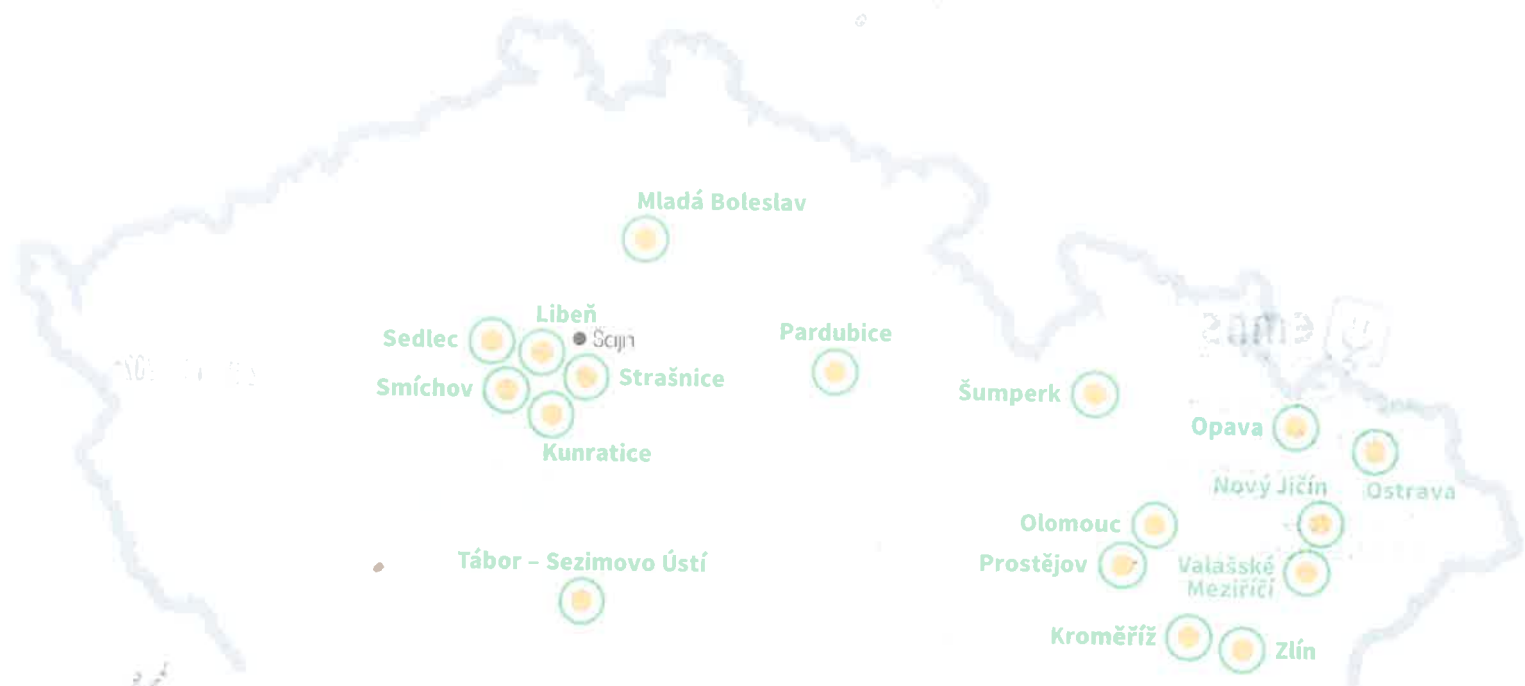 Mladá Boleslav
Libeň
Sedlec
Pardubice
Strašnice
Smíchov
Šumperk
Opava
Kunratice
Nový Jičín
Ostrava
Olomouc
Tábor – Sezimovo Ústí
Prostějov
Valašské
Meziříčí
Kroměříž
Zlín